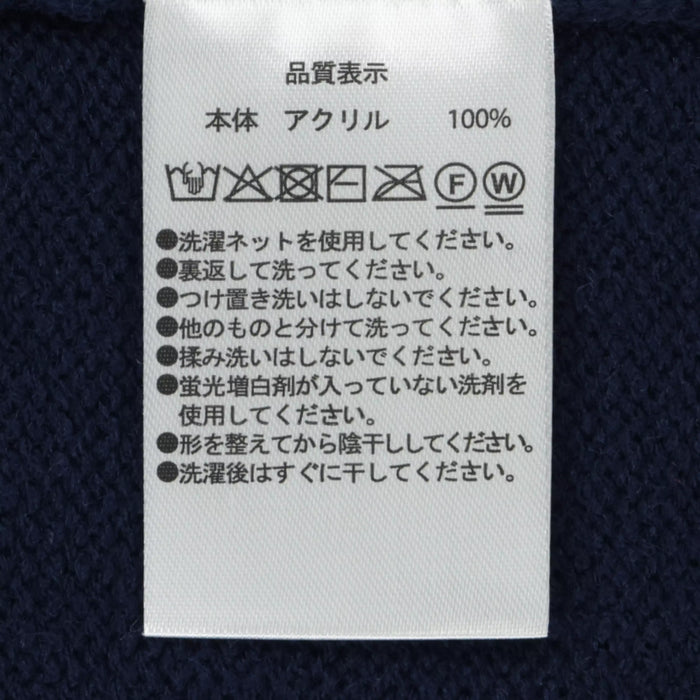 品質表示
本体 アクリル 100%
F W
●洗濯ネットを使用してください。
●裏返して洗ってください。
●つけ置き洗いはしないでください。
●他のものと分けて洗ってください。
●揉み洗いはしないでください。
●蛍光増白剤が入っていない洗剤を
使用してください。
●形を整えてから陰干ししてください。
●洗濯後はすぐに干してください。